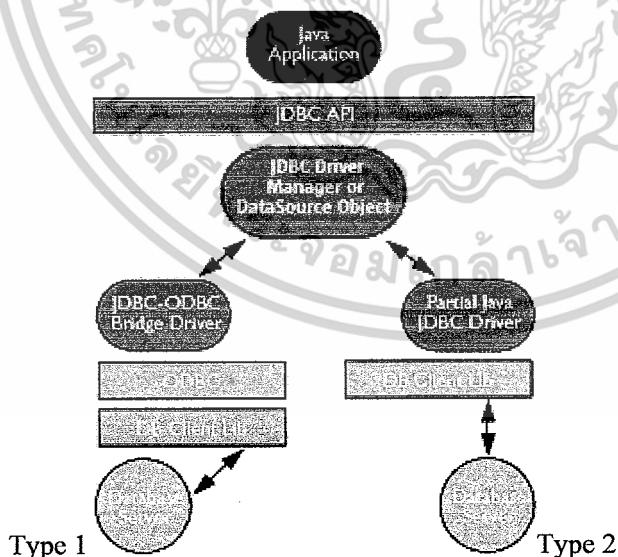 Java
Application
JDBC API
JDBC Driver
Manager or
DataSource Object
JDBC-ODBC
Bridge Driver
Partial Java
JDBC Driver
ODBC
DB Client Lib
DB Client Lib
Database
Server
Database
Server
Type 1
Type 2